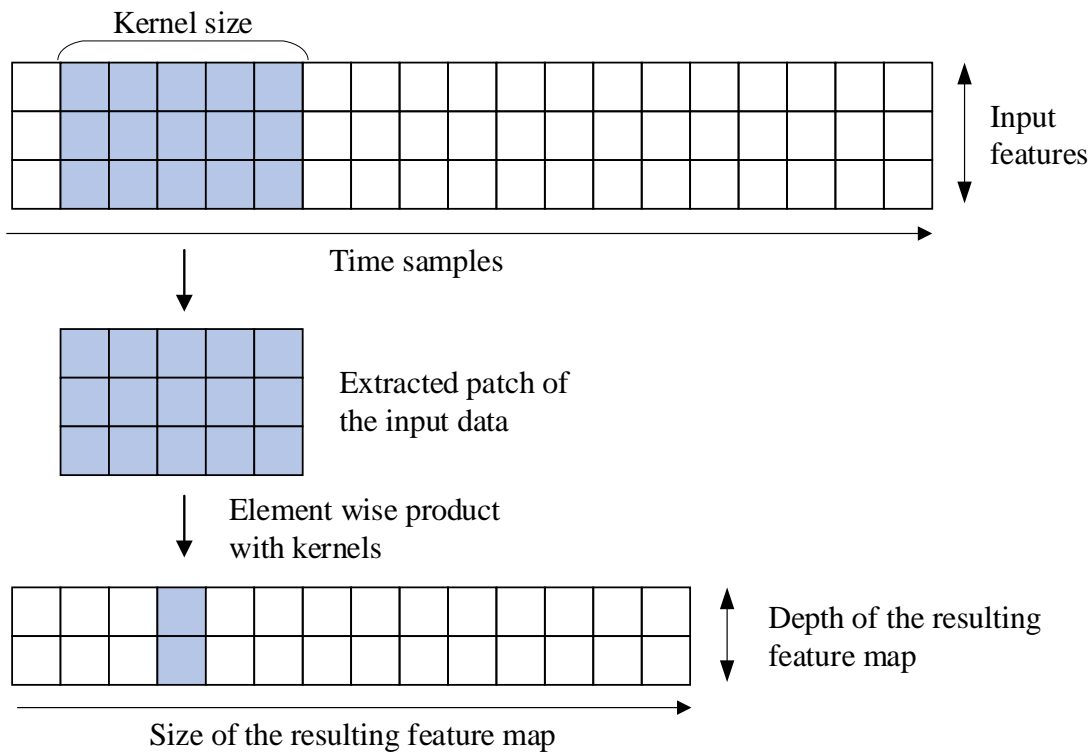 Kernel size
Input
features
Time samples
Extracted patch of
the input data
Element wise product
with kernels
Depth of the resulting
feature map
Size of the resulting feature map